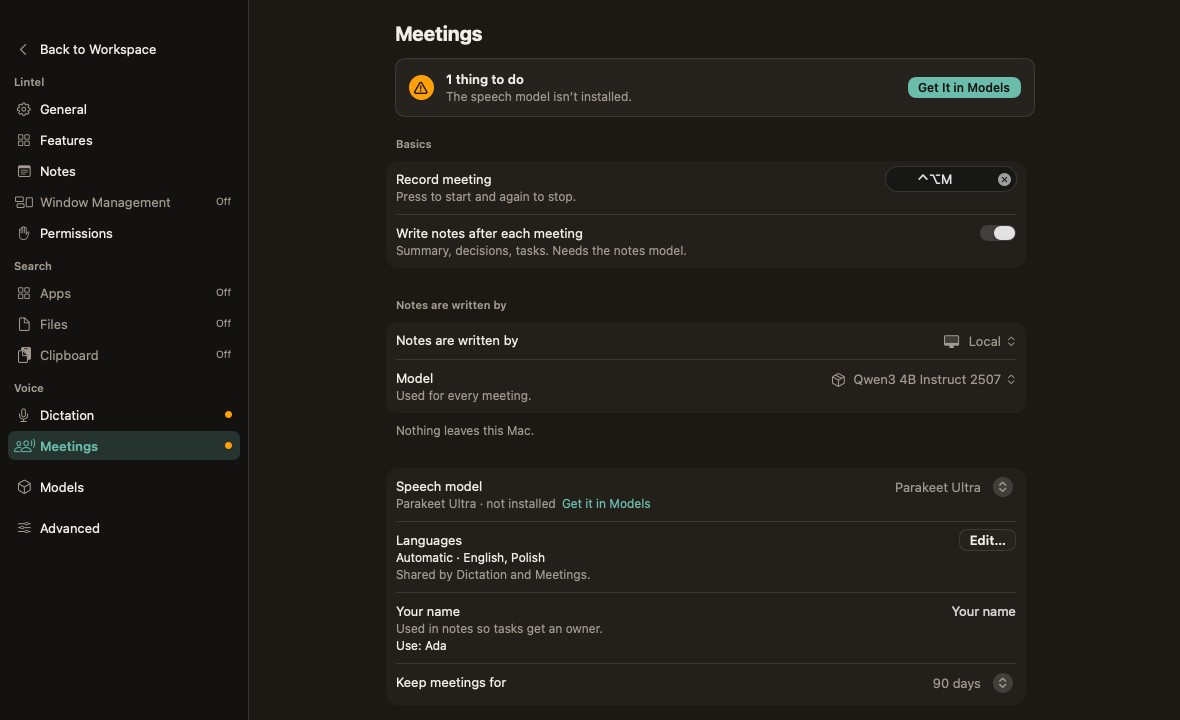 Back to Workspace
Lintel
General
Features
Notes
Window Management Off
Permissions
Search
Apps Off
Files Off
Clipboard Off
Voice
Dictation
Meetings
Models
Advanced
Meetings
1 thing to do
The speech model isn’t installed.
Get It in Models
Basics
Record meeting
Press to start and again to stop.
⌃⌥M
Write notes after each meeting
Summary, decisions, tasks. Needs the notes model.
Notes are written by
Notes are written by Local
Model
Used for every meeting.
Qwen3 4B Instruct 2507
Nothing leaves this Mac.
Speech model
Parakeet Ultra · not installed Get it in Models
Parakeet Ultra
Languages
Automatic · English, Polish
Shared by Dictation and Meetings.
Edit...
Your name
Used in notes so tasks get an owner.
Use: Ada
Your name
Keep meetings for 90 days